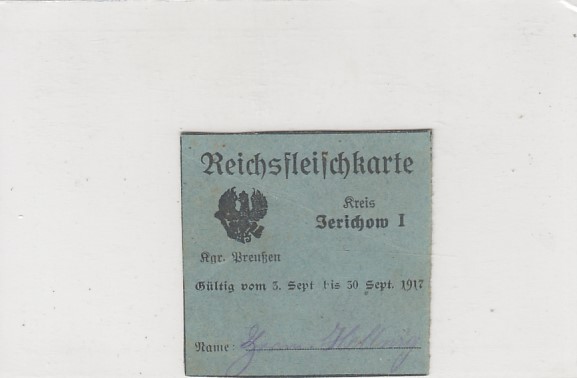 Reichsfleischkarte
Kreis
Jerichow I
Kgr. Preußen
Gültig vom 3. Sept bis 30 Sept. 1917
Name: